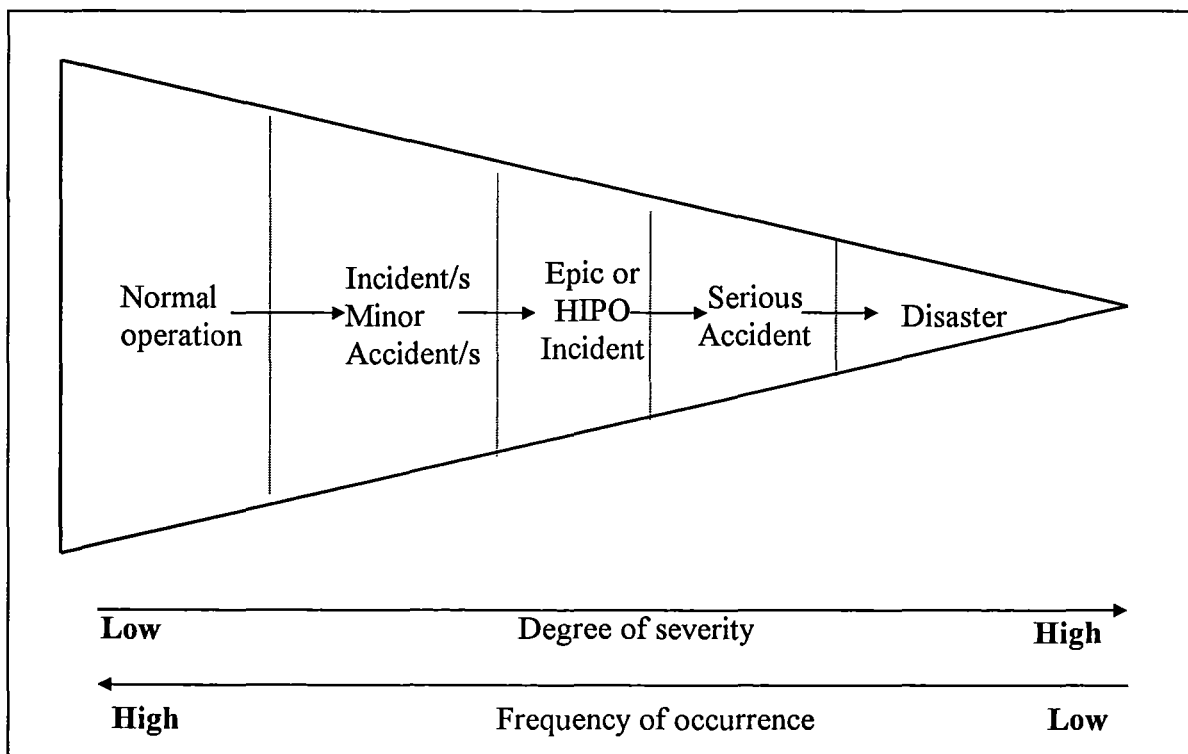 Normal
operation
Incident/s
Minor
Accident/s
Epic or
HIPO
Incident
Serious
Accident
Disaster
Low Degree of severity High
High Frequency of occurrence Low